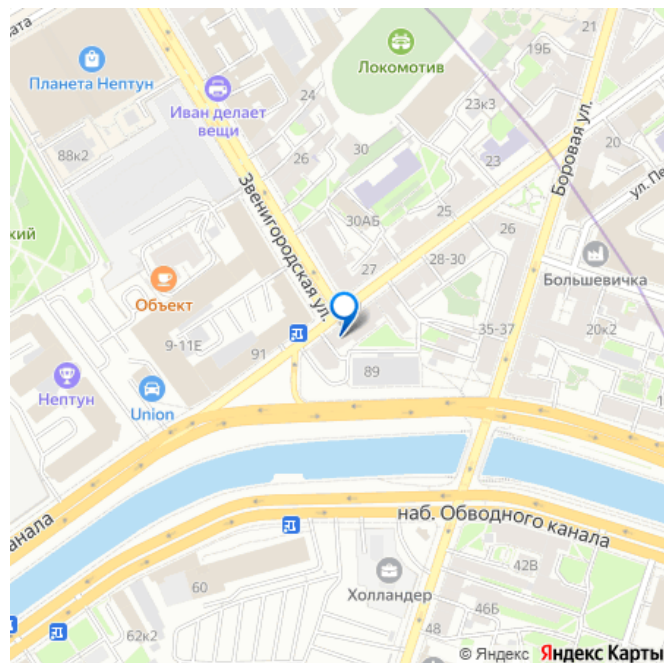 ата
Планета Нептун
Иван делает
вещи
Локомотив
19Б
21
24
23к3
88к2
26
30
23
20
Боровая ул.
ул. Пе
Звенигородская ул.
30АБ
25
26
кий
27
28-30
Большевичка
Объект
9-11Е
91
35-37
20к2
89
Нептун
Union
1
канала
наб. Обводного канала
60
Холландер
42В
46Б
62к2
48
© Яндекс Яндекс Карты